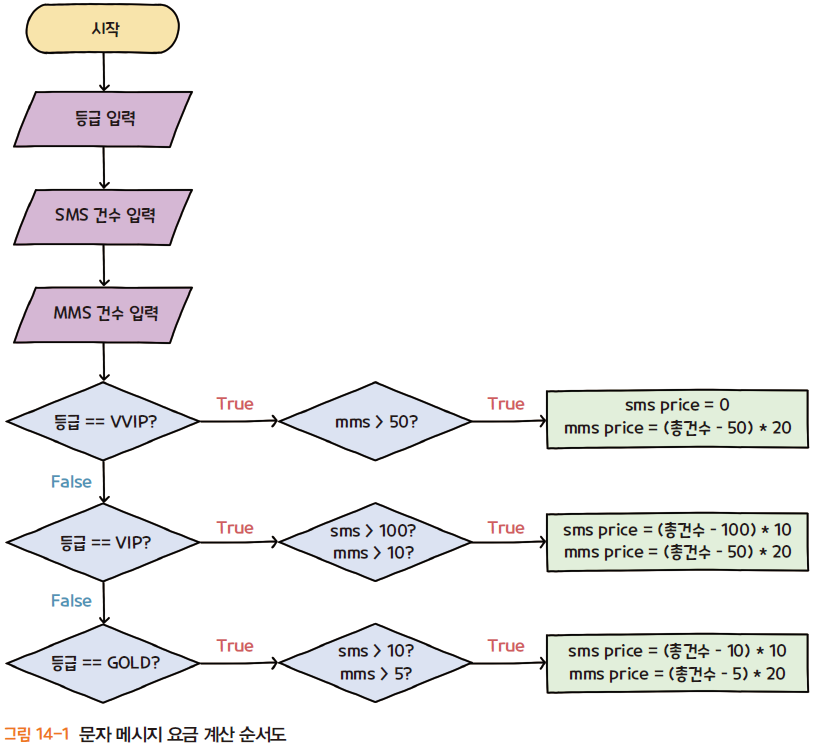 시작
등급 입력
SMS 건수 입력
MMS 건수 입력
등급 == VVIP?
True
mms > 50?
True
sms price = 0
mms price = (총건수 - 50) * 20
False
등급 == VIP?
True
sms > 100?
mms > 10?
True
sms price = (총건수 - 100) * 10
mms price = (총건수 - 50) * 20
False
등급 == GOLD?
True
sms > 10?
mms > 5?
True
sms price = (총건수 - 10) * 10
mms price = (총건수 - 5) * 20
그림 14-1 문자 메시지 요금 계산 순서도